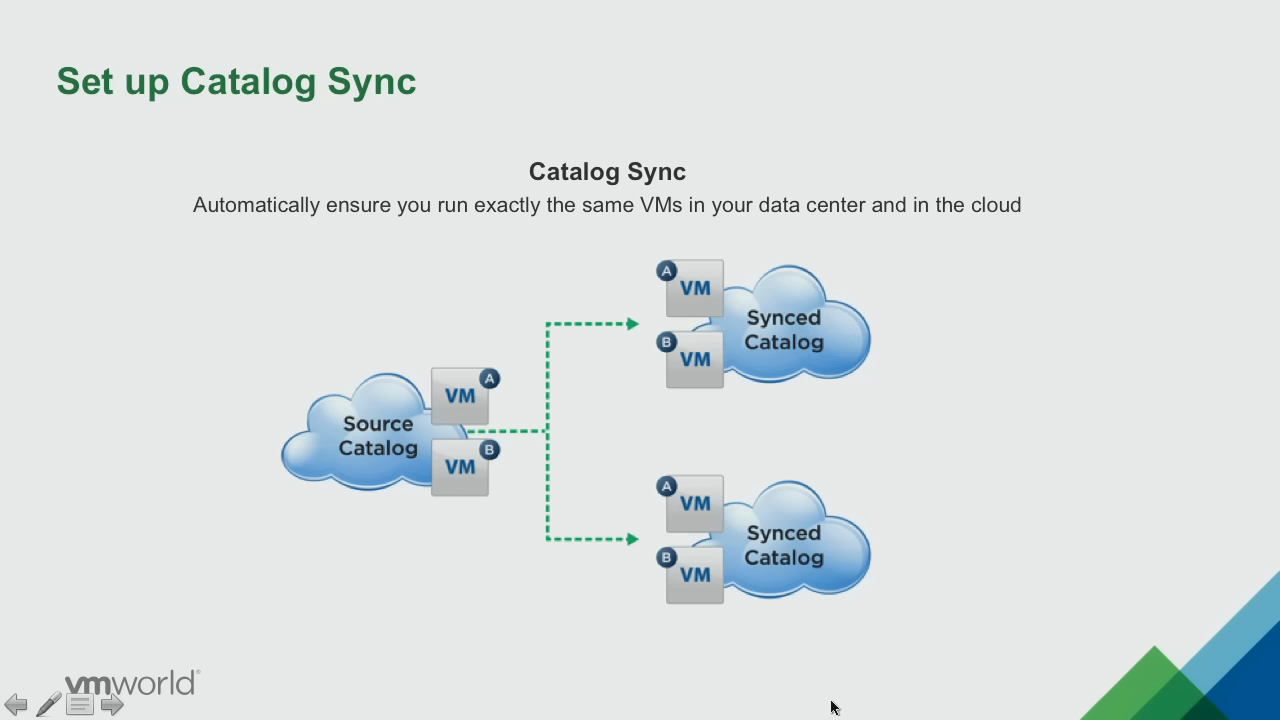 Set up Catalog Sync
Catalog Sync
Automatically ensure you run exactly the same VMs in your data center and in the cloud
A
VM
B
VM
Synced
Catalog
Source
Catalog
VM
A
VM
B
A
VM
B
VM
Synced
Catalog
vmworld®